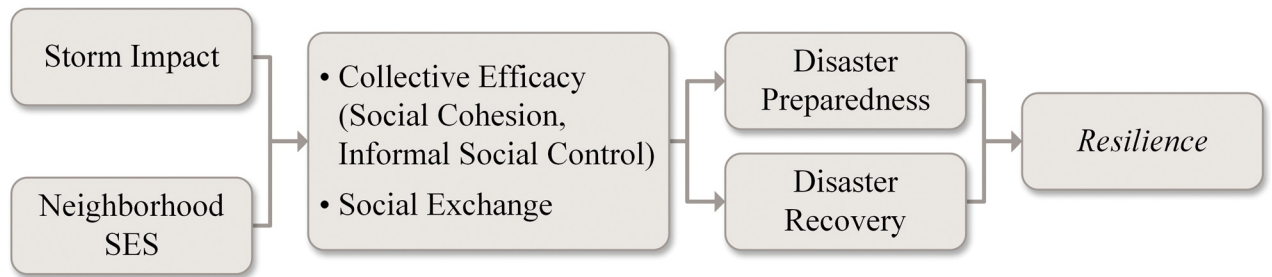 Storm Impact
Neighborhood
SES
• Collective Efficacy
(Social Cohesion,
Informal Social Control)
• Social Exchange
Disaster
Preparedness
Disaster
Recovery
Resilience